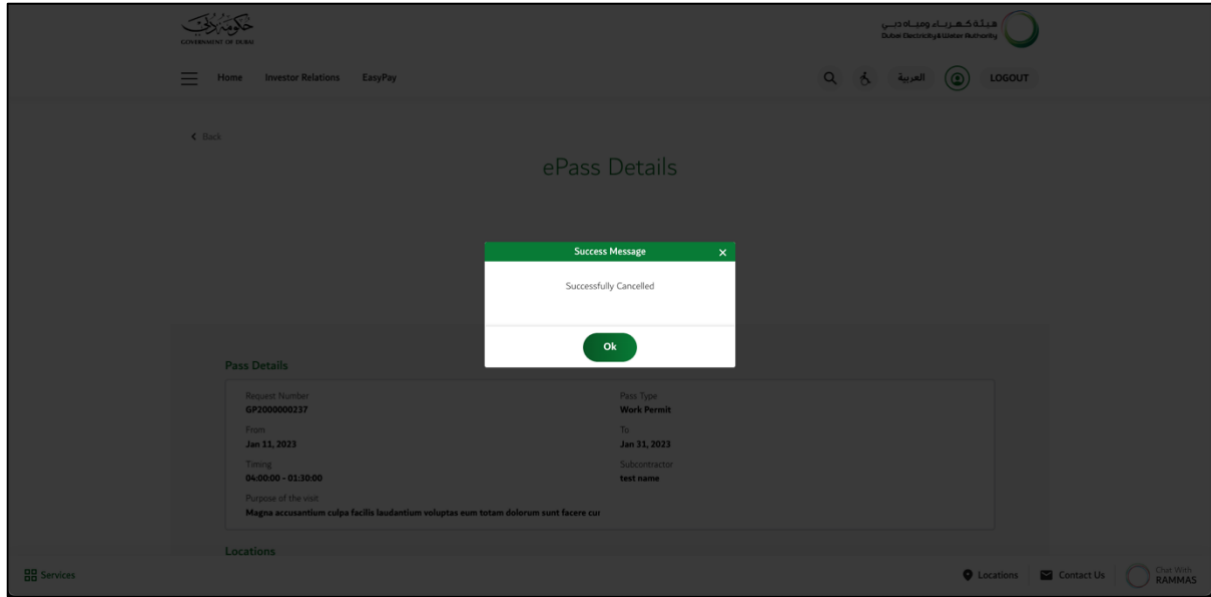 حكومة دبي
GOVERNMENT OF DUBAI
هيئة كهرباء ومياه دبي
Dubai Electricity&Water Authority
Home Investor Relations EasyPay العربية LOGOUT
Back
ePass Details
Success Message
Successfully Cancelled
Ok
Pass Details
Request Number Pass Type
GP2000000237 Work Permit
From To
Jan 11, 2023 Jan 31, 2023
Timing Subcontractor
04:00:00 - 01:30:00 test name
Purpose of the visit
Magna accusantium culpa facilis laudantium voluptas eum totam dolorum sunt facere cui
Locations
Services Locations Contact Us Chat With
RAMMAS